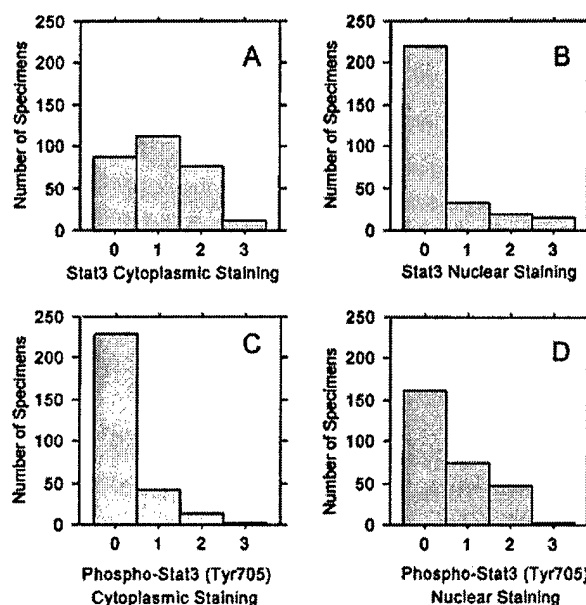 250
200
150
100
50
0
Number of Specimens
A
0 1 2 3
Stat3 Cytoplasmic Staining
250
200
150
100
50
0
Number of Specimens
B
0 1 2 3
Stat3 Nuclear Staining
250
200
150
100
50
0
Number of Specimens
C
0 1 2 3
Phospho-Stat3 (Tyr705)
Cytoplasmic Staining
250
200
150
100
50
0
Number of Specimens
D
0 1 2 3
Phospho-Stat3 (Tyr705)
Nuclear Staining